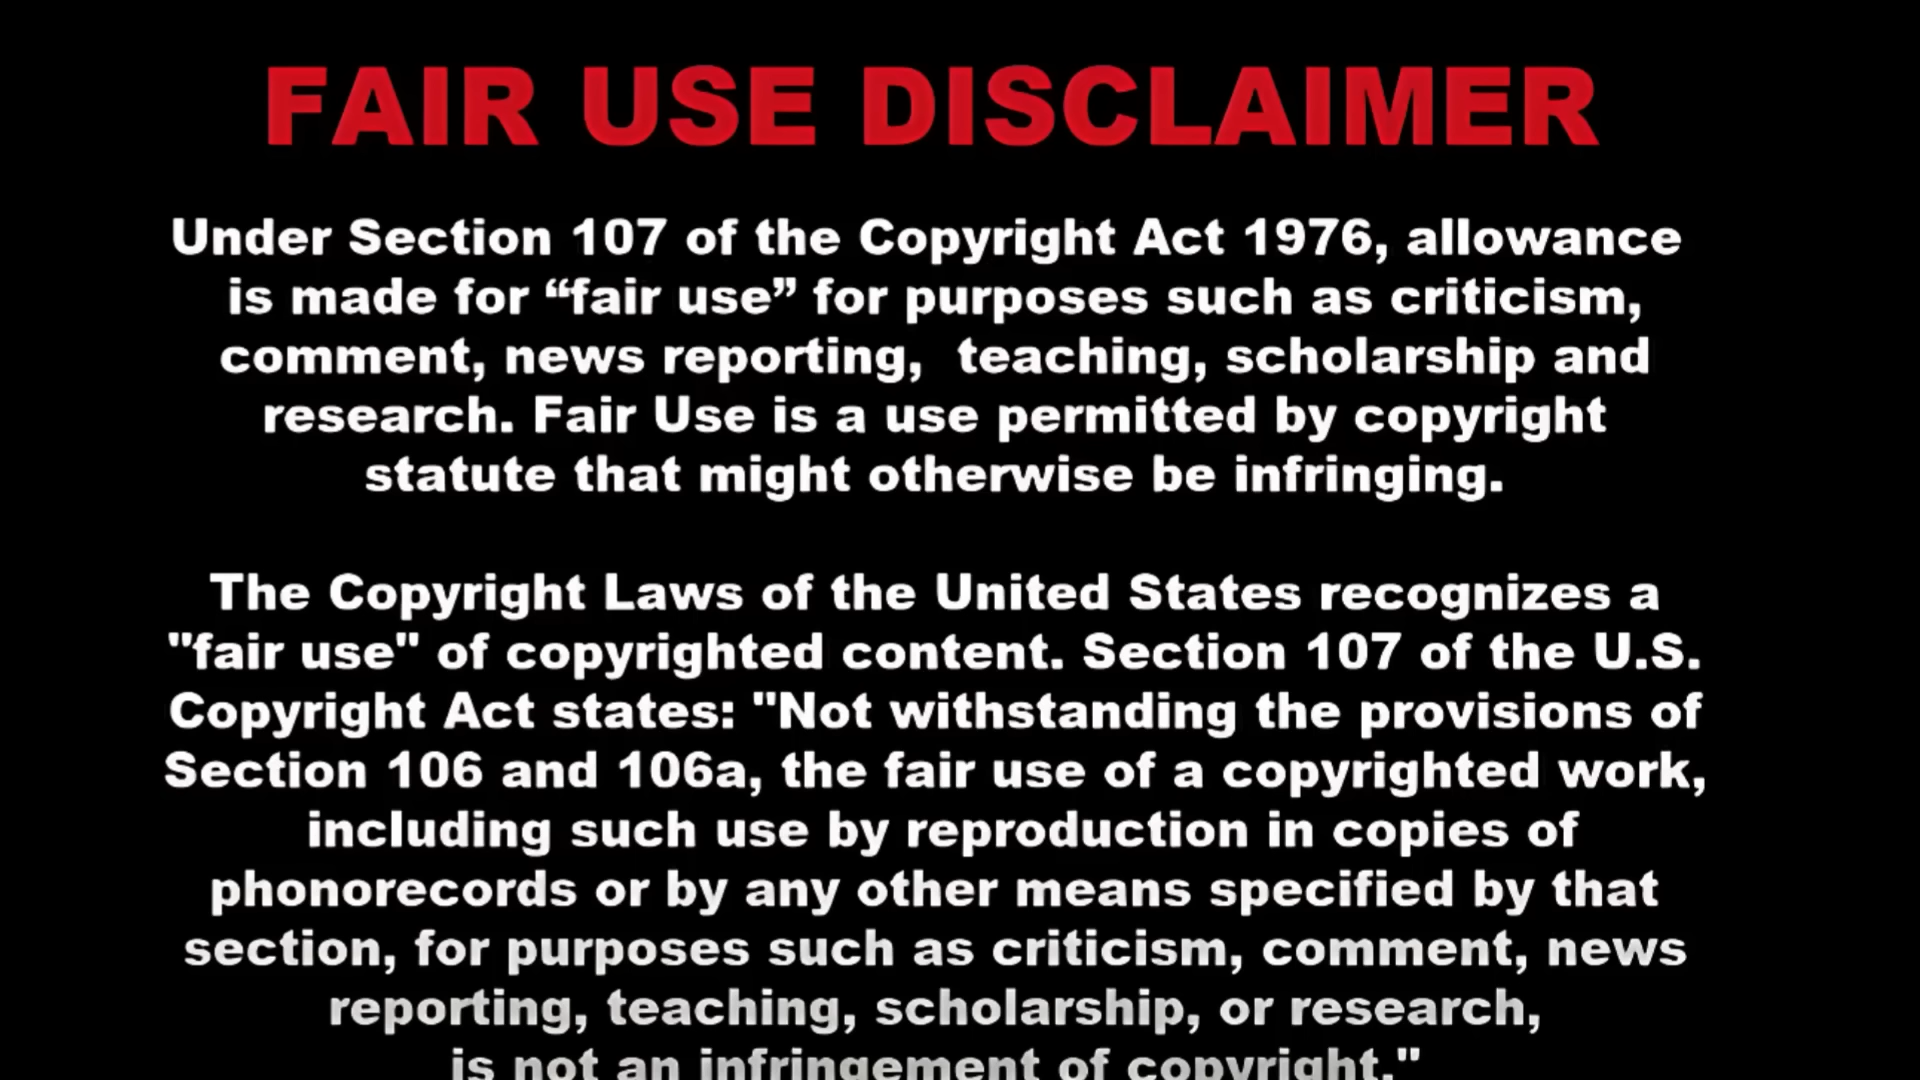 FAIR USE DISCLAIMER
Under Section 107 of the Copyright Act 1976, allowance
is made for “fair use” for purposes such as criticism,
comment, news reporting,  teaching, scholarship and
research. Fair Use is a use permitted by copyright
statute that might otherwise be infringing.
The Copyright Laws of the United States recognizes a
"fair use" of copyrighted content. Section 107 of the U.S.
Copyright Act states: "Not withstanding the provisions of
Section 106 and 106a, the fair use of a copyrighted work,
including such use by reproduction in copies of
phonorecords or by any other means specified by that
section, for purposes such as criticism, comment, news
reporting, teaching, scholarship, or research,
is not an infringement of copyright."